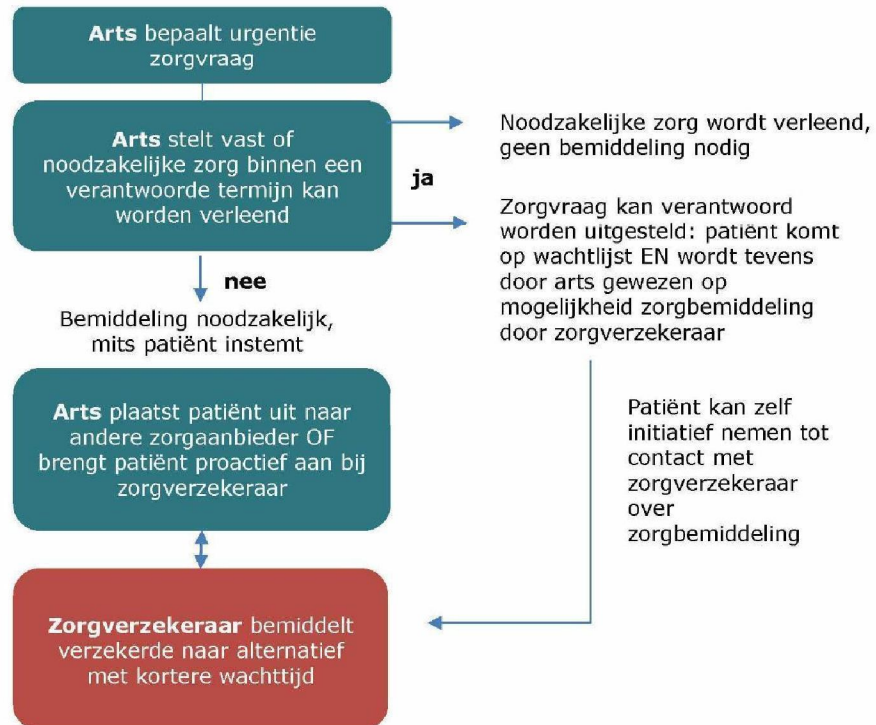 Arts bepaalt urgentie
zorgvraag
Arts stelt vast of
noodzakelijke zorg binnen een
verantwoorde termijn kan
worden verleend
ja
Noodzakelijke zorg wordt verleend,
geen bemiddeling nodig
Zorgvraag kan verantwoord
worden uitgesteld: patiënt komt
op wachtlijst EN wordt tevens
door arts gewezen op
mogelijkheid zorgbemiddeling
door zorgverzekeraar
nee
Bemiddeling noodzakelijk,
mits patiënt instemt
Arts plaatst patiënt uit naar
andere zorgaanbieder OF
brengt patiënt proactief aan bij
zorgverzekeraar
Patiënt kan zelf
initiatief nemen tot
contact met
zorgverzekeraar
over
zorgbemiddeling
Zorgverzekeraar bemiddelt
verzekerde naar alternatief
met kortere wachttijd